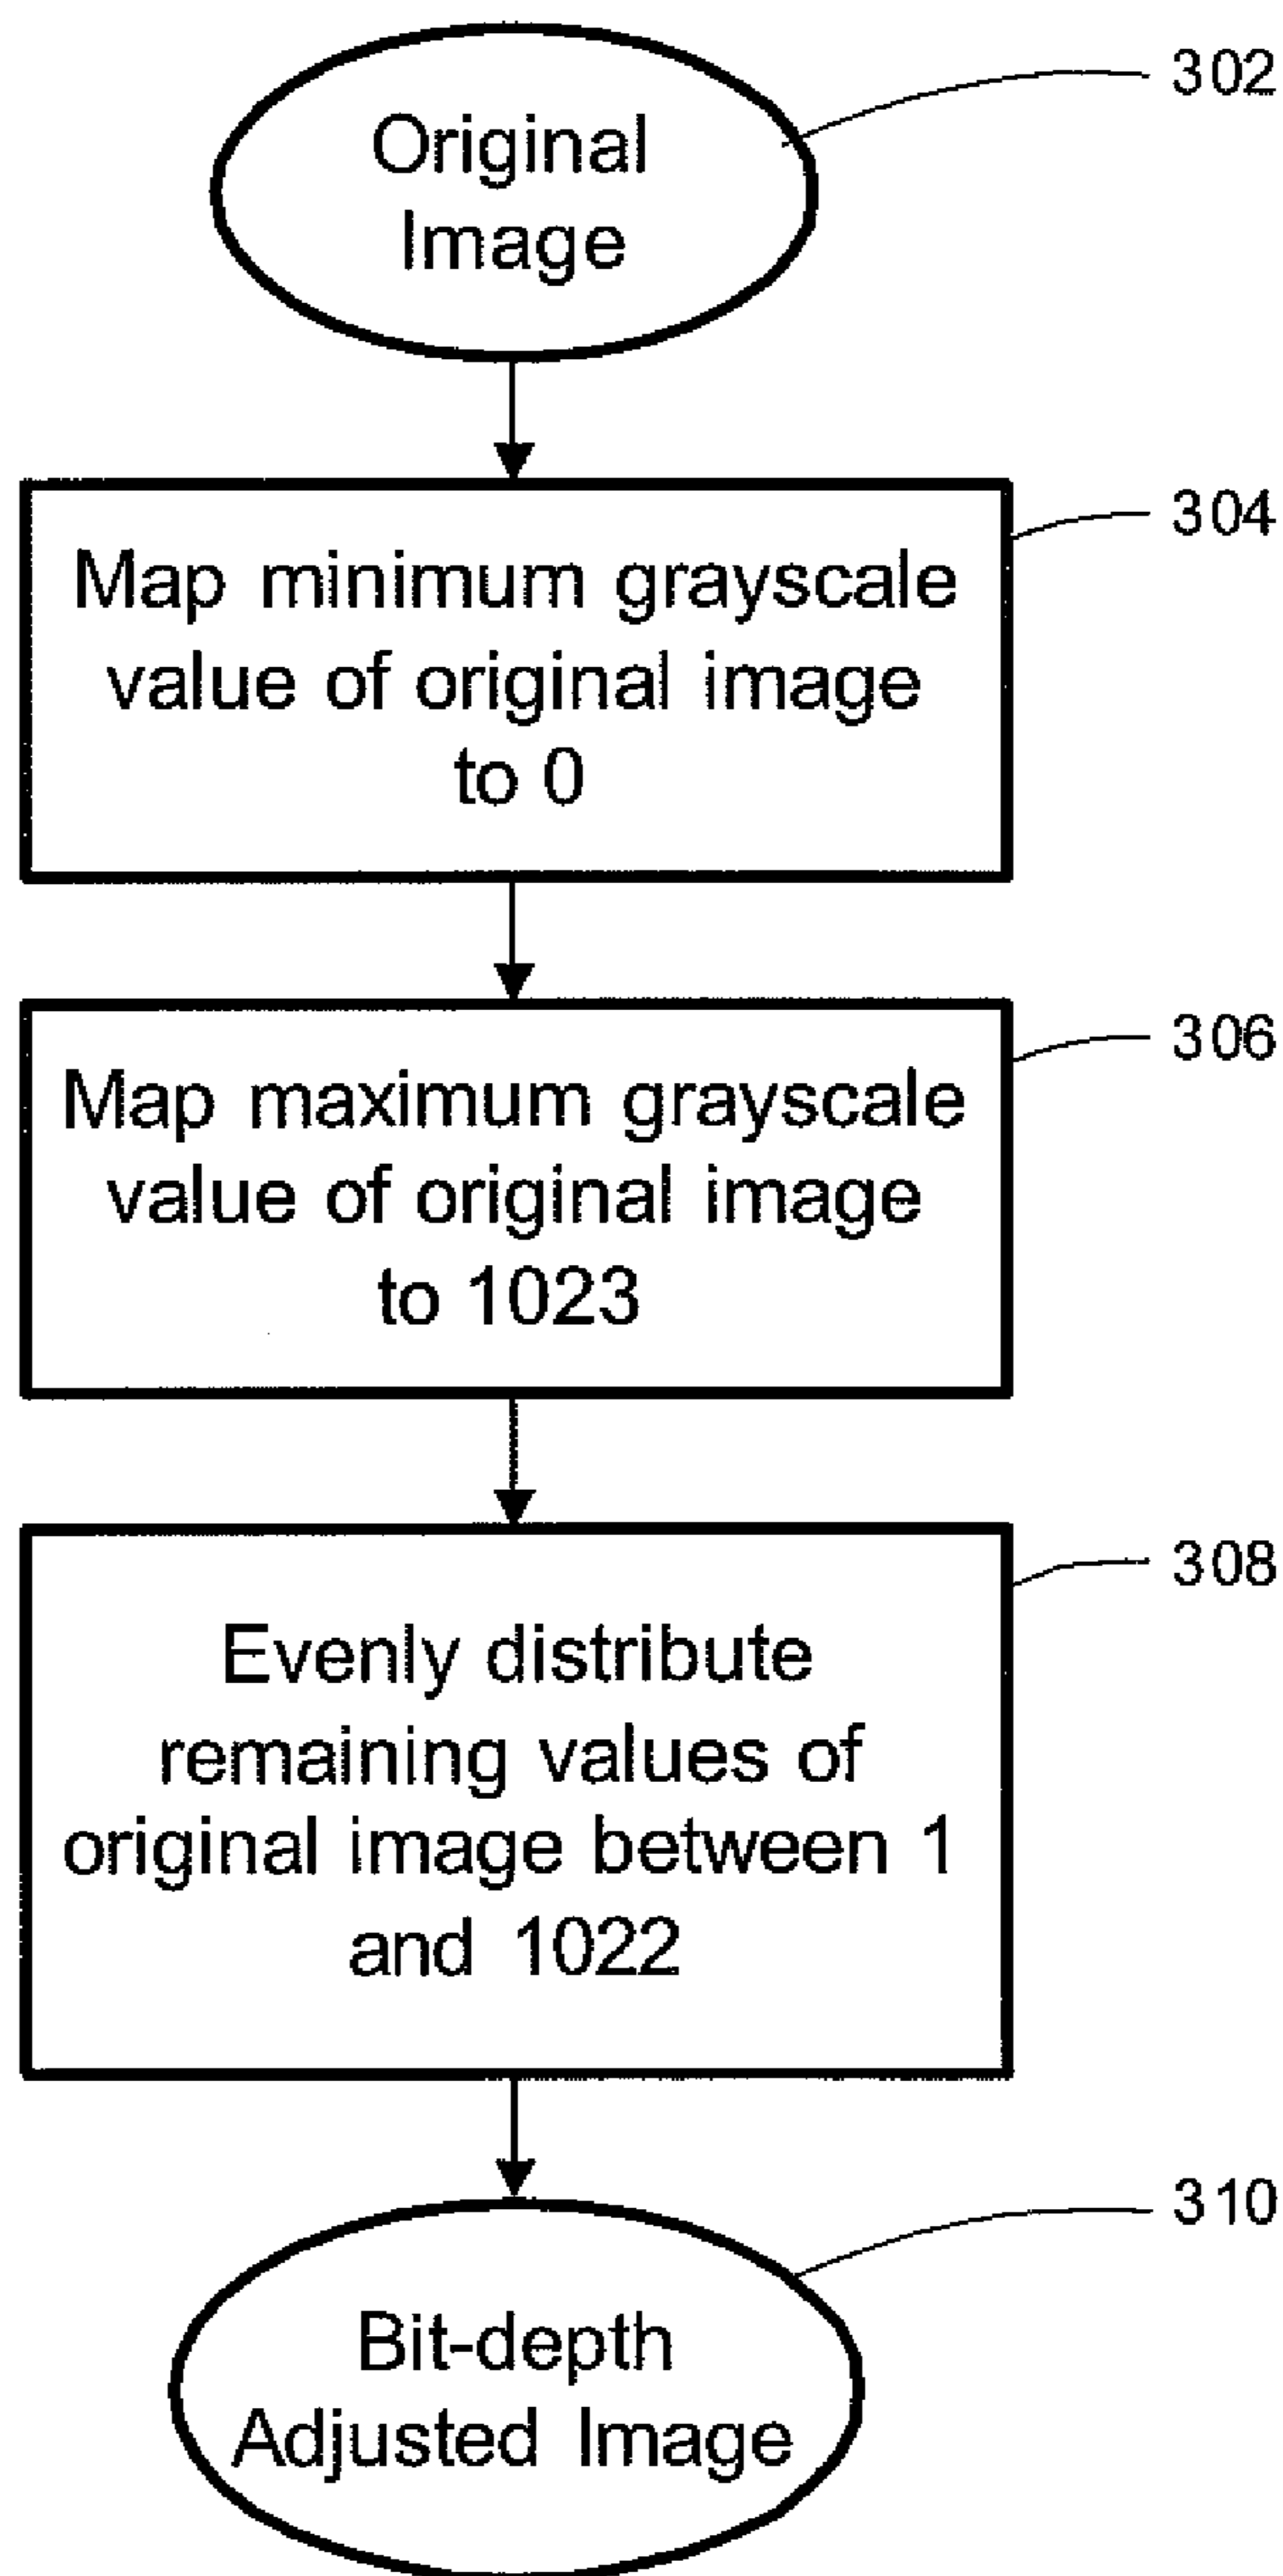 Original
Image
302
Map minimum grayscale
value of original image
to 0
304
Map maximum grayscale
value of original image
to 1023
306
Evenly distribute
remaining values of
original image between 1
and 1022
308
Bit-depth
Adjusted Image
310